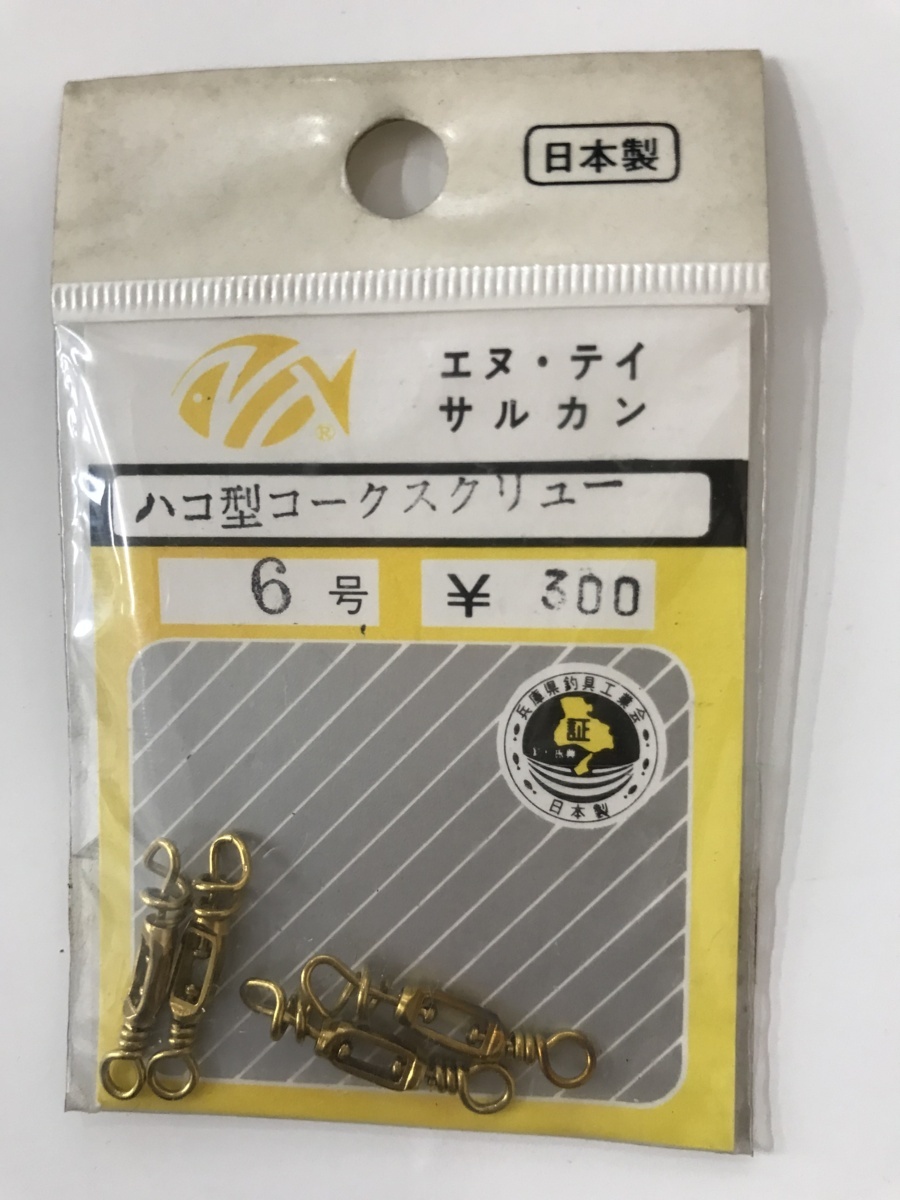 日本製
エヌ・テイ
サルカン
®
ハコ型コークスクリュー
6号
¥ 300
兵庫県釣具工業会
証
日本製